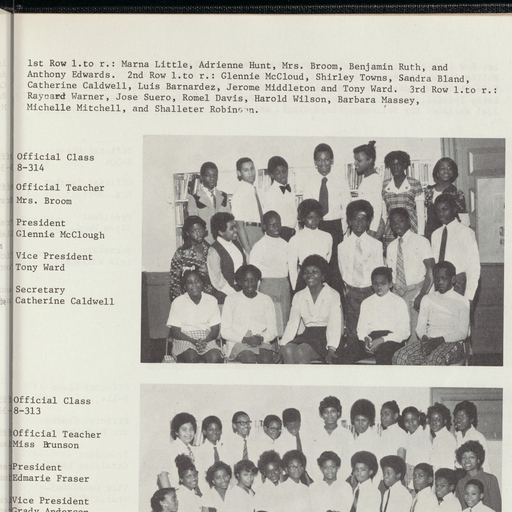 1st Row l.to r.: Marna Little, Adrienne Hunt, Mrs. Broom, Benjamin Ruth, and
Anthony Edwards. 2nd Row l.to r.: Glennie McCloud, Shirley Towns, Sandra Bland,
Catherine Caldwell, Luis Barnardez, Jerome Middleton and Tony Ward. 3rd Row l.to r.:
Raynard Warner, Jose Suero, Romel Davis, Harold Wilson, Barbara Massey,
Michelle Mitchell, and Shalleter Robinson.
Official Class
8-314
Official Teacher
Mrs. Broom
President
Glennie McClough
Vice President
Tony Ward
Secretary
Catherine Caldwell
Official Class
8-313
Official Teacher
Miss Brunson
President
Edmarie Fraser
Vice President
Grady Anderson